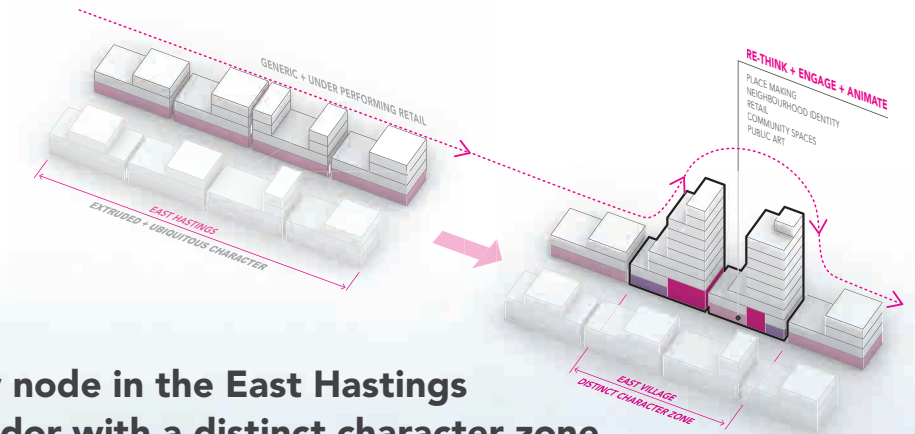 GENERIC + UNDER PERFORMING RETAIL
EAST HASTINGS
EXTRUDED + UBIQUITOUS CHARACTER
RE-THINK + ENGAGE + ANIMATE
PLACE MAKING
NEIGHBOURHOOD IDENTITY
RETAIL
COMMUNITY SPACES
PUBLIC ART
EAST VILLAGE
DISTINCT CHARACTER ZONE
node in the East Hastings
dor with a distinct character zone